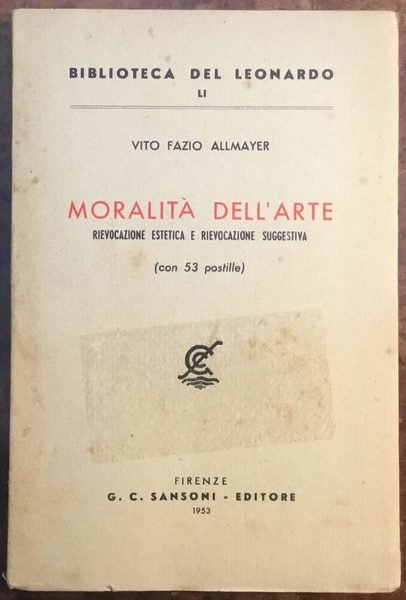 BIBLIOTECA DEL LEONARDO
LI
VITO FAZIO ALLMAYER
MORALITÀ DELL'ARTE
RIEVOCAZIONE ESTETICA E RIEVOCAZIONE SUGGESTIVA
(con 53 postille)
FIRENZE
G. C. SANSONI - EDITORE
1953